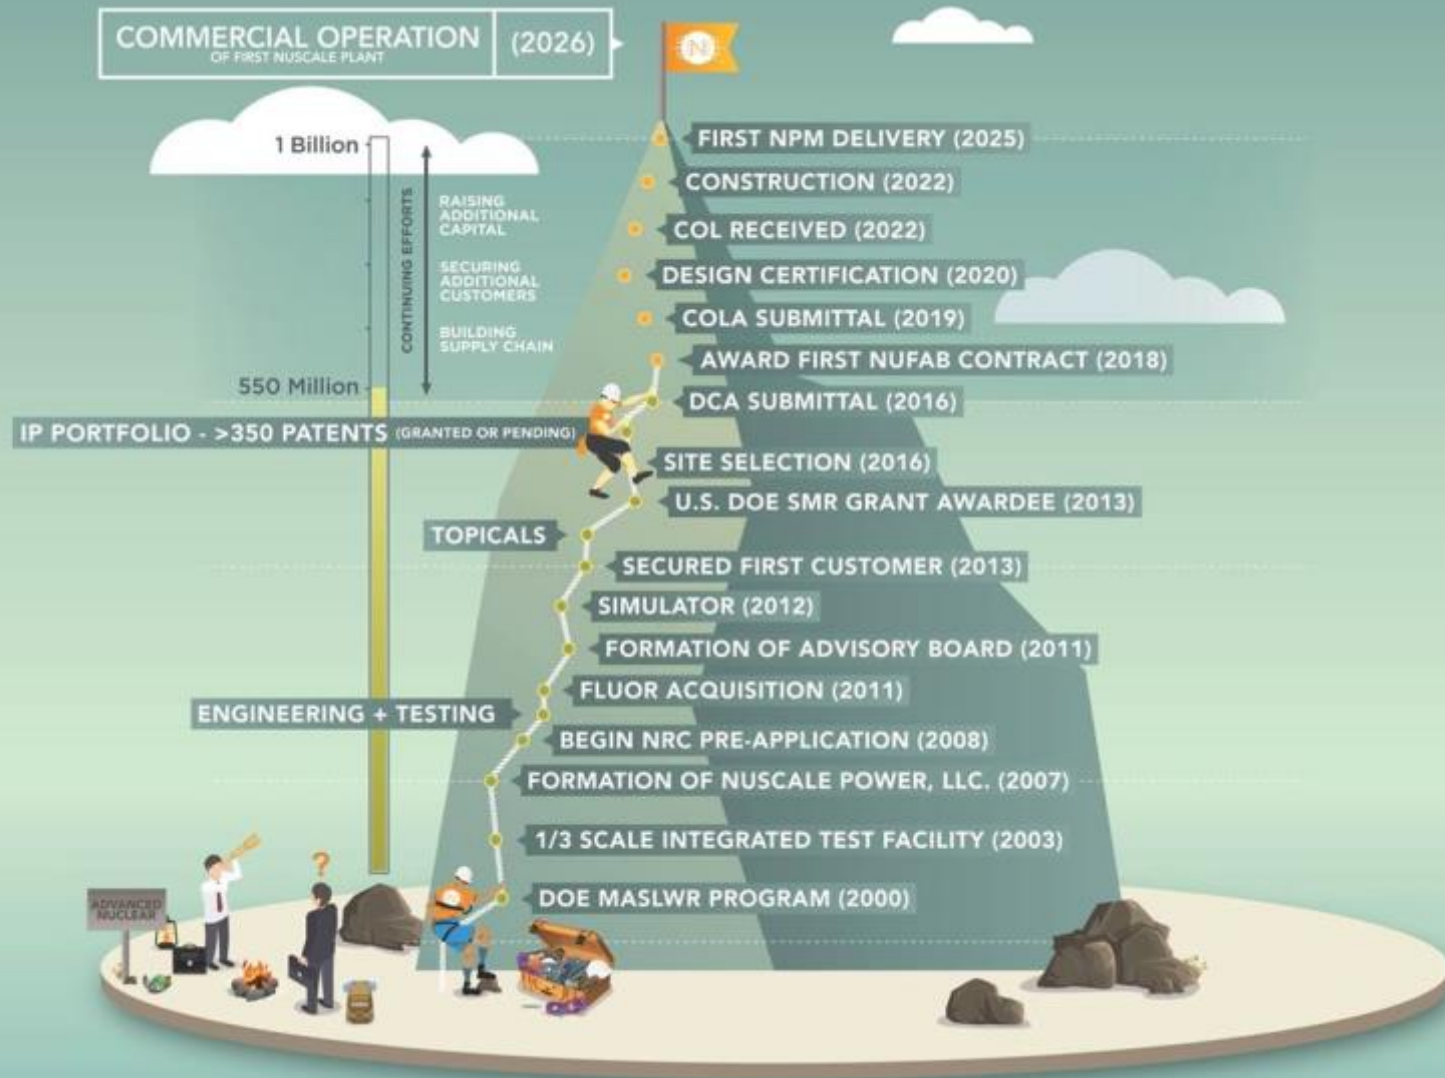 COMMERCIAL OPERATION
OF FIRST NUSCALE PLANT
(2026)
N
1 Billion
CONTINUING EFFORTS
RAISING
ADDITIONAL
CAPITAL
SECURING
ADDITIONAL
CUSTOMERS
BUILDING
SUPPLY CHAIN
550 Million
FIRST NPM DELIVERY (2025)
CONSTRUCTION (2022)
COL RECEIVED (2022)
DESIGN CERTIFICATION (2020)
COLA SUBMITTAL (2019)
AWARD FIRST NUFAB CONTRACT (2018)
DCA SUBMITTAL (2016)
IP PORTFOLIO - >350 PATENTS (GRANTED OR PENDING)
SITE SELECTION (2016)
U.S. DOE SMR GRANT AWARDEE (2013)
TOPICALS
SECURED FIRST CUSTOMER (2013)
SIMULATOR (2012)
FORMATION OF ADVISORY BOARD (2011)
FLUOR ACQUISITION (2011)
ENGINEERING + TESTING
BEGIN NRC PRE-APPLICATION (2008)
FORMATION OF NUSCALE POWER, LLC. (2007)
1/3 SCALE INTEGRATED TEST FACILITY (2003)
DOE MASLWR PROGRAM (2000)
?
ADVANCED
NUCLEAR